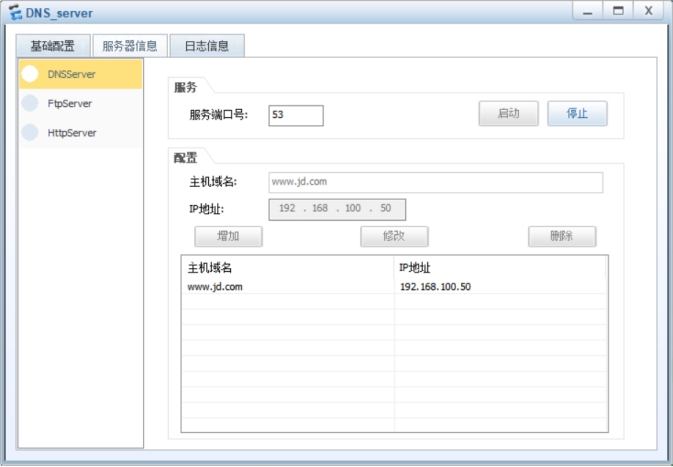 DNS_server
基础配置 服务器信息 日志信息
DNSServer
FtpServer
HttpServer
服务
服务端口号: 53 启动 停止
配置
主机域名: www.jd.com
IP地址: 192 . 168 . 100 . 50
增加 修改 删除
主机域名 IP地址
www.jd.com 192.168.100.50